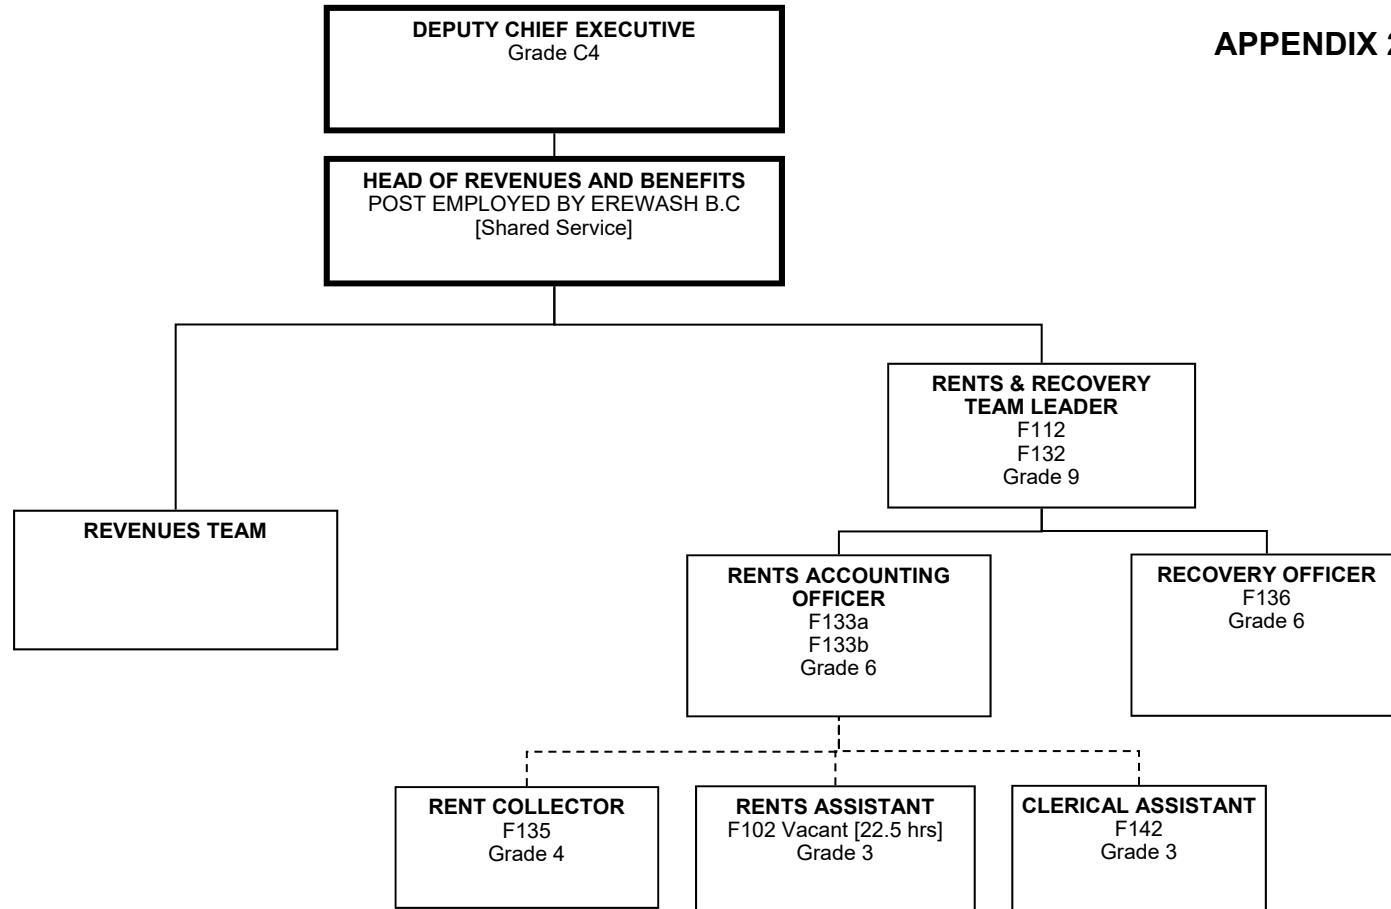 DEPUTY CHIEF EXECUTIVE
Grade C4
APPENDIX 2
HEAD OF REVENUES AND BENEFITS
POST EMPLOYED BY EREWASH B.C
[Shared Service]
RENTS & RECOVERY
TEAM LEADER
F112
F132
Grade 9
REVENUES TEAM
RENTS ACCOUNTING
OFFICER
F133a
F133b
Grade 6
RECOVERY OFFICER
F136
Grade 6
RENT COLLECTOR
F135
Grade 4
RENTS ASSISTANT
F102 Vacant [22.5 hrs]
Grade 3
CLERICAL ASSISTANT
F142
Grade 3